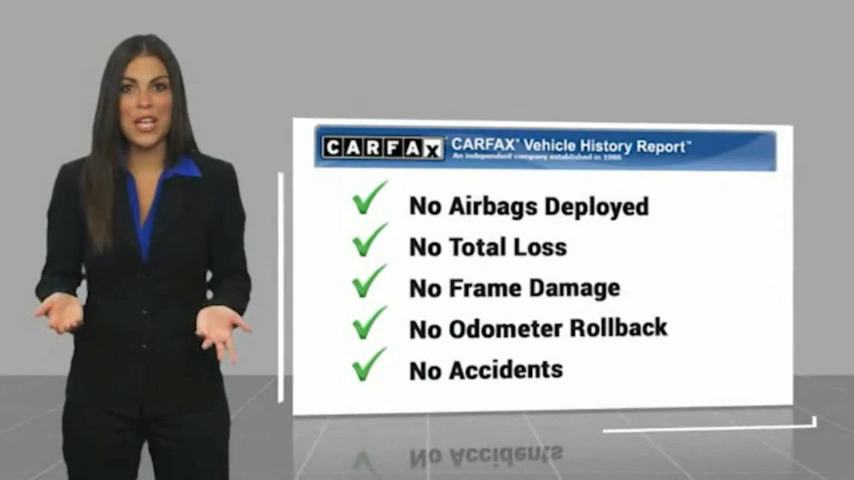 CARFAX CARFAX® Vehicle History Report™
An independent company established in 1986
No Airbags Deployed
No Total Loss
No Frame Damage
No Odometer Rollback
No Accidents
No Accidents